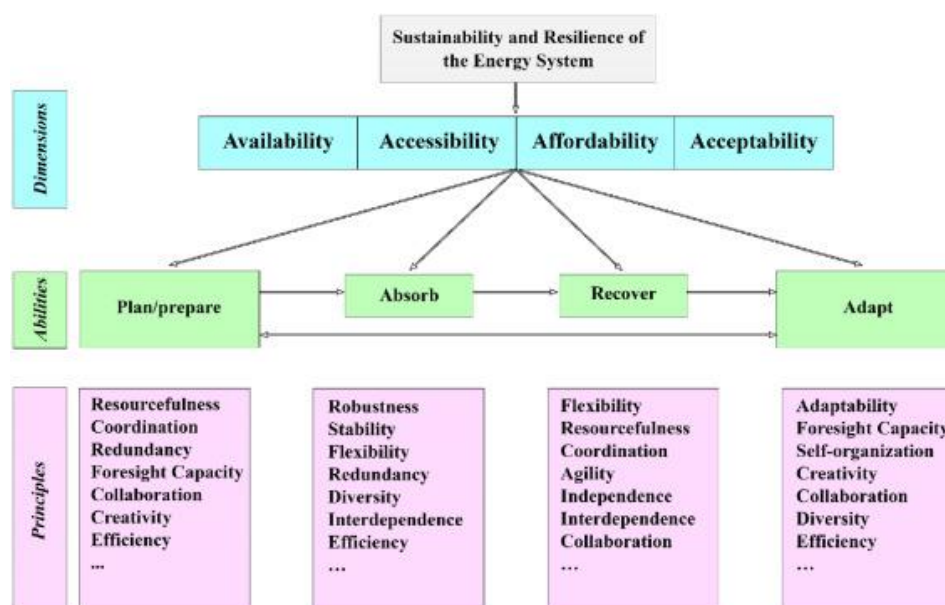 Sustainability and Resilience of
the Energy System
Dimensions
Availability
Accessibility
Affordability
Acceptability
Abilities
Plan/prepare
Absorb
Recover
Adapt
Principles
Resourcefulness
Coordination
Redundancy
Foresight Capacity
Collaboration
Creativity
Efficiency
...
Robustness
Stability
Flexibility
Redundancy
Diversity
Interdependence
Efficiency
…
Flexibility
Resourcefulness
Coordination
Agility
Independence
Interdependence
Collaboration
…
Adaptability
Foresight Capacity
Self-organization
Creativity
Collaboration
Diversity
Efficiency
…